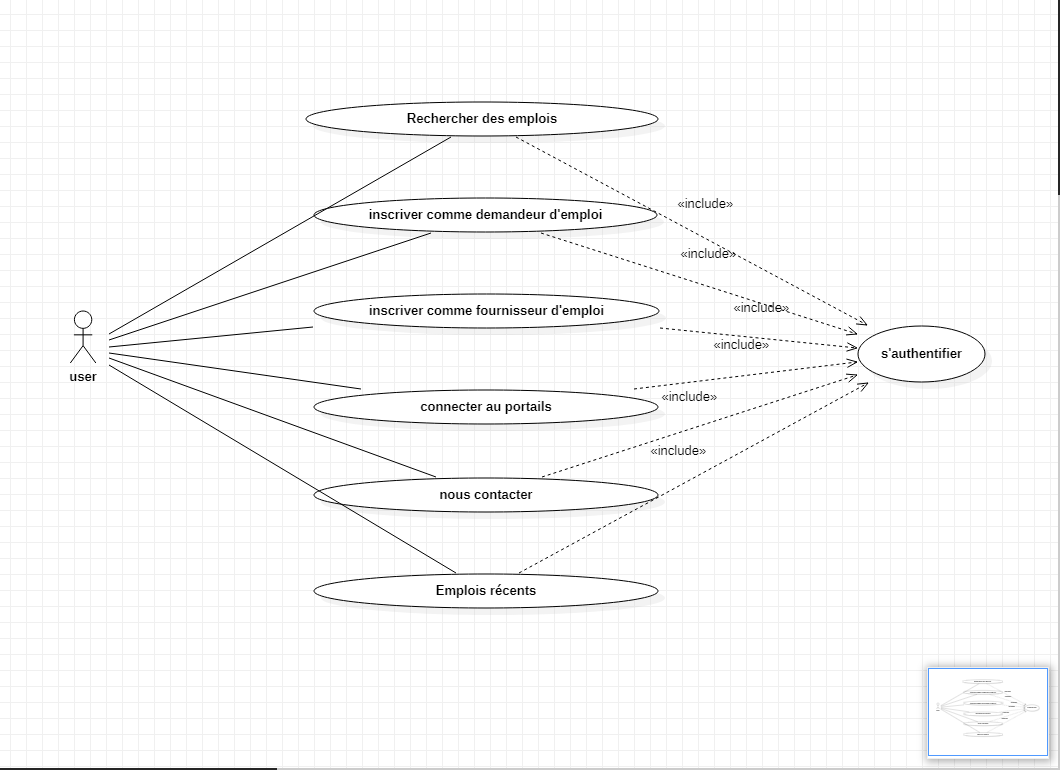 Rechercher des emplois
«include»
inscriver comme demandeur d'emploi
«include»
«include»
inscriver comme fournisseur d'emploi
«include»
s'authentifier
user
«include»
connecter au portails
«include»
nous contacter
Emplois récents